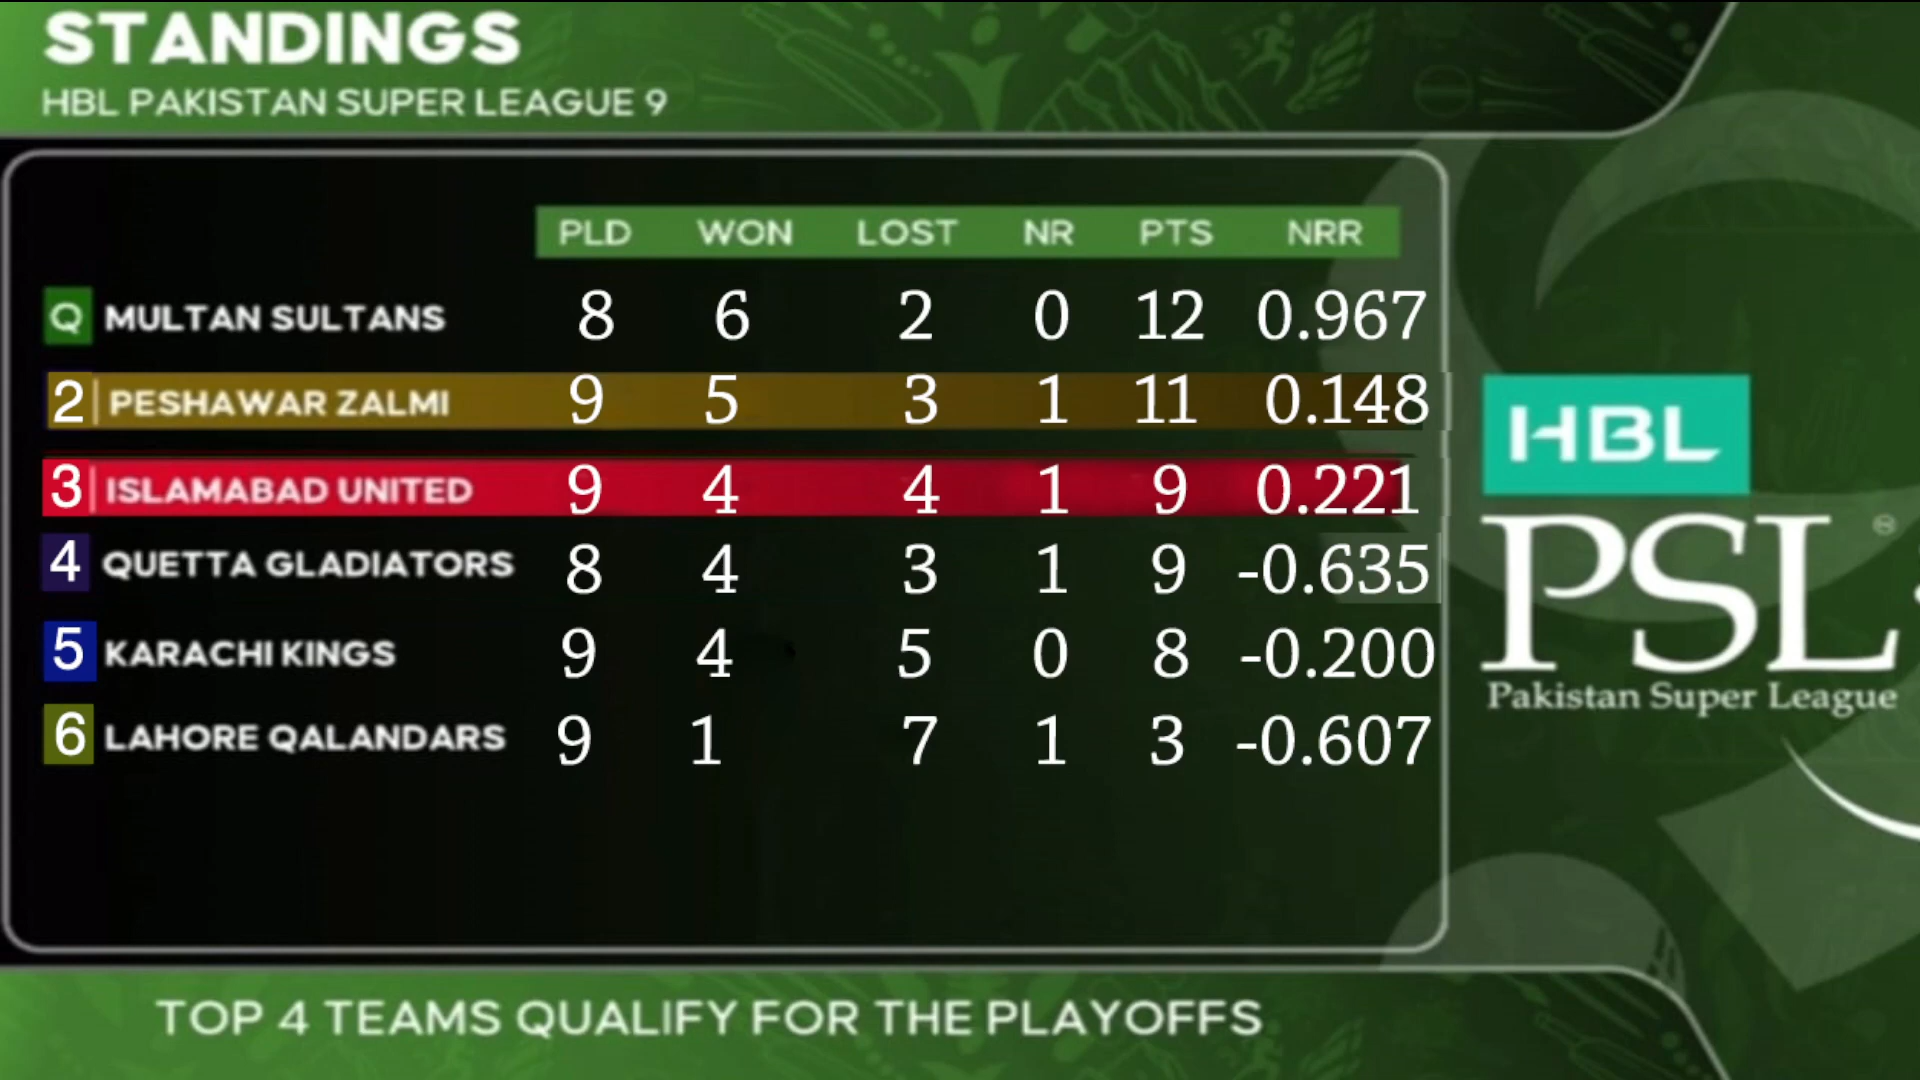 STANDINGS
HBL PAKISTAN SUPER LEAGUE 9
PLD WON LOST NR PTS NRR
Q MULTAN SULTANS 8 6 2 0 12 0.967
2 PESHAWAR ZALMI 9 5 3 1 11 0.148
3 ISLAMABAD UNITED 9 4 4 1 9 0.221
4 QUETTA GLADIATORS 8 4 3 1 9 -0.635
5 KARACHI KINGS 9 4 5 0 8 -0.200
6 LAHORE QALANDARS 9 1 7 1 3 -0.607
HBL
PSL ®
Pakistan Super League
TOP 4 TEAMS QUALIFY FOR THE PLAYOFFS